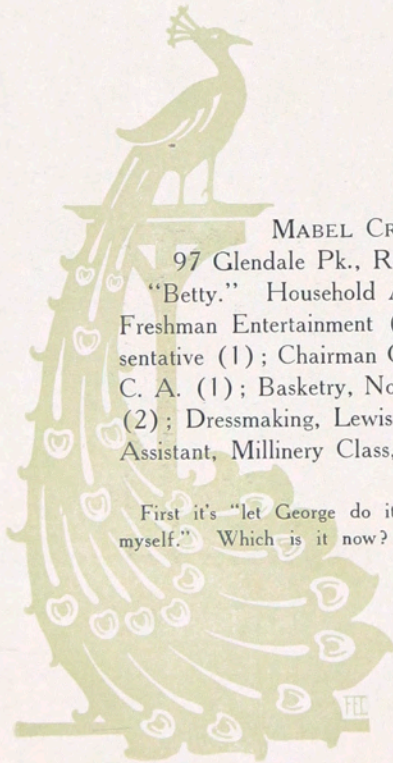 MABEL CR
97 Glendale Pk., R
"Betty." Household A
Freshman Entertainment (
sentative (1); Chairman C
C. A. (1); Basketry, No
(2); Dressmaking, Lewis
Assistant, Millinery Class,
First it's "let George do it
myself." Which is it now?
FEC